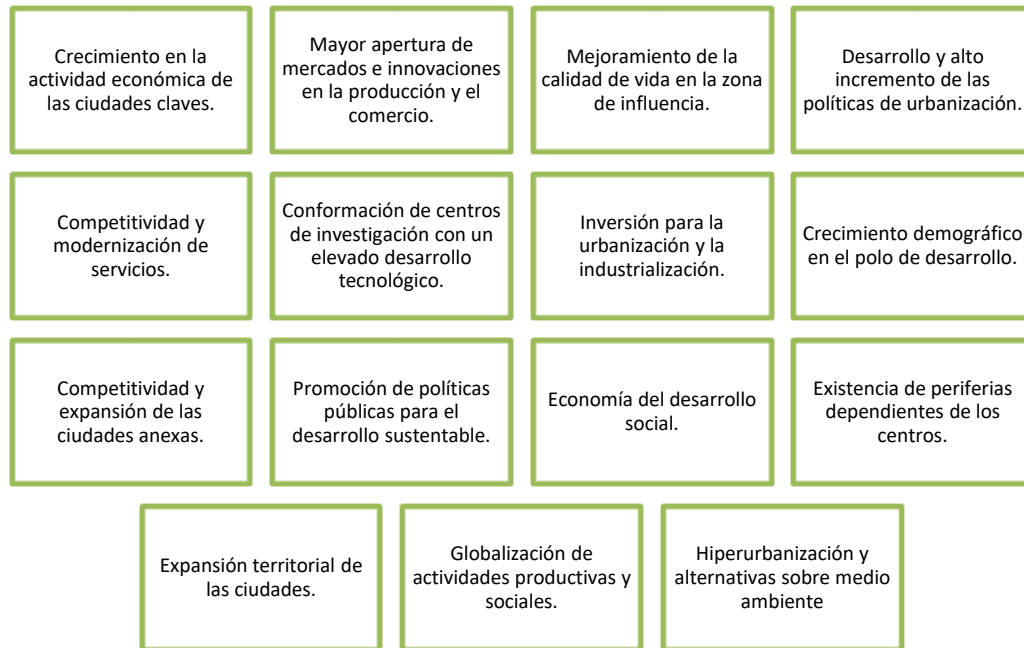 Crecimiento en la
actividad económica de
las ciudades claves.
Mayor apertura de
mercados e innovaciones
en la producción y el
comercio.
Mejoramiento de la
calidad de vida en la zona
de influencia.
Desarrollo y alto
incremento de las
políticas de urbanización.
Competitividad y
modernización de
servicios.
Conformación de centros
de investigación con un
elevado desarrollo
tecnológico.
Inversión para la
urbanización y la
industrialización.
Crecimiento demográfico
en el polo de desarrollo.
Competitividad y
expansión de las
ciudades anexas.
Promoción de políticas
públicas para el
desarrollo sustentable.
Economía del desarrollo
social.
Existencia de periferias
dependientes de los
centros.
Expansión territorial de
las ciudades.
Globalización de
actividades productivas y
sociales.
Hiperurbanización y
alternativas sobre medio
ambiente